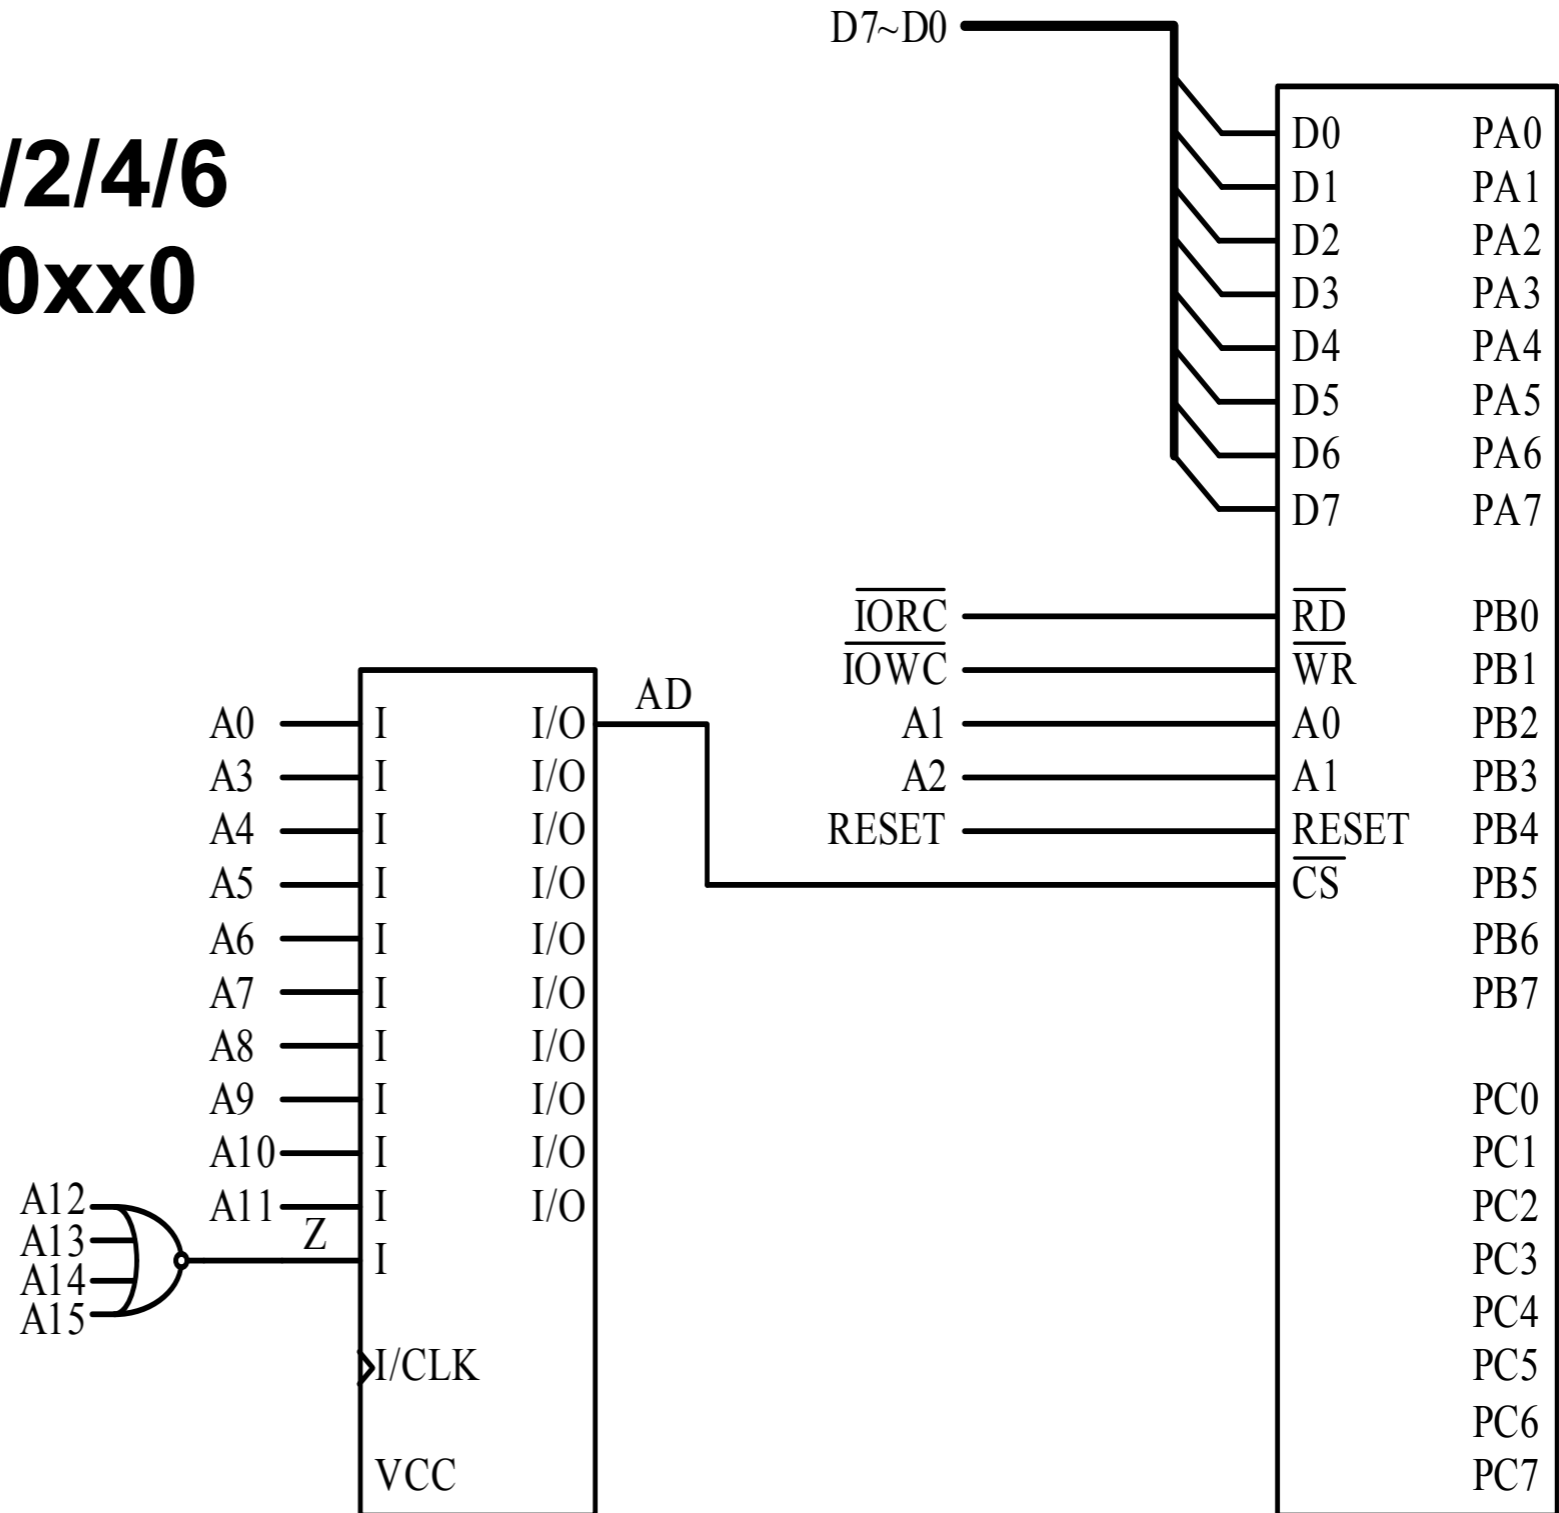 D7~D0
/2/4/6
0xx0
D0 PA0
D1 PA1
D2 PA2
D3 PA3
D4 PA4
D5 PA5
D6 PA6
D7 PA7
IORC RD PB0
IOWC WR PB1
A0 I I/O AD A1 A0 PB2
A3 I I/O A2 A1 PB3
A4 I I/O RESET RESET PB4
A5 I I/O CS PB5
A6 I I/O PB6
A7 I I/O PB7
A8 I I/O
A9 I I/O PC0
A10 I I/O PC1
A11 I I/O PC2
A12
A13 Z I PC3
A14
A15 PC4
I/CLK PC5
PC6
VCC PC7